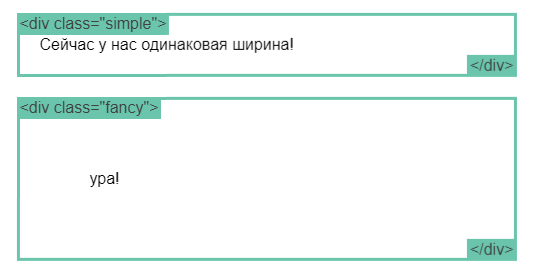 <div class="simple">
Сейчас у нас одинаковая ширина!
</div>
<div class="fancy">
ура!
</div>